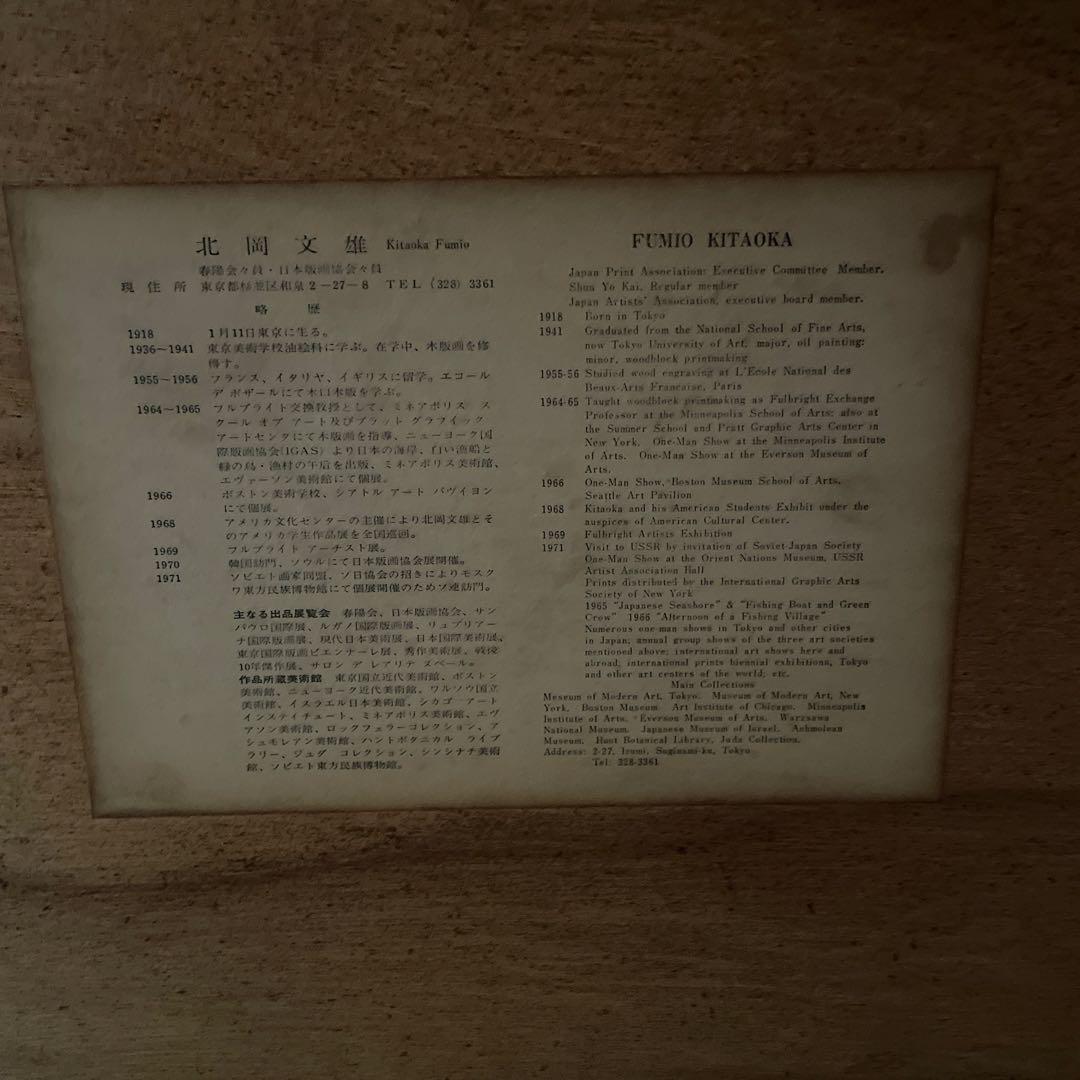 北岡文雄 Kitaoka Fumio
春陽会々員・日本版画協会々員
現住所 東京都杉並区和泉2-27-8 TEL (328) 3361
略歴
1918 1月11日東京に生る。
1936〜1941 東京美術学校油絵科に学ぶ。在学中、木版画を修
得す。
1955〜1956 フランス、イタリヤ、イギリスに留学。エコール
デ ボザールにて木口木版を学ぶ。
1964〜1965 フルブライト交換教授として、ミネアポリス ス
クール オブ アート及びプラット グラフイック
アートセンタにて木版画を指導、ニューヨーク国
際版画協会(IGAS)より日本の海岸、白い漁船と
緑の鳥・漁村の午后を出版、ミネアポリス美術館、
エヴァーソン美術館にて個展。
1966 ボストン美術学校、シアトル アート パヴイヨン
にて個展。
1968 アメリカ文化センターの主催により北岡文雄とそ
のアメリカ学生作品展を全国巡回。
1969 フルブライト アーチスト展。
1970 韓国訪門、ソウルにて日本版画協会展開催。
1971 ソビエト画家同盟、ソ日協会の招きによりモスク
ワ東方民族博物館にて個展開催のためソ連訪門。
主なる出品展覧会 春陽会、日本版画協会、サン
パウロ国際展、ルガノ国際版画展、リュブリアー
ナ国際版画展、現代日本美術展、日本国際美術展、
東京国際版画ビエンナーレ展、秀作美術展、戦後
10年傑作展、サロン デ レアリテ ヌベール。
作品所蔵美術館 東京国立近代美術館、ボストン
美術館、ニューヨーク近代美術館、ワルソウ国立
美術館、イスラエル日本美術館、シカゴ アート
インステイチュート、ミネアポリス美術館、エヴ
アソン美術館、ロックフェラーコレクション、ア
シュモレアン美術館、ハントボタニカル ライブ
ラリー、ジュダ コレクション、シンシナチ美術
館、ソビエト東方民族博物館。
FUMIO KITAOKA
Japan Print Association: Executive Committee Member.
Shun Yo Kai, Regular member
Japan Artists' Association, executive board member.
1918 Born in Tokyo
1941 Graduated from the National School of Fine Arts,
now Tokyo University of Art, major, oil painting:
minor, woodblock printmaking
1955-56 Studied wood engraving at L'Ecole National des
Beaux-Arts Francaise, Paris
1964-65 Taught woodblock printmaking as Fulbright Exchange
Professor at the Minneapolis School of Arts: also at
the Summer School and Pratt Graphic Arts Center in
New York. One-Man Show at the Minneapolis Institute
of Arts. One-Man Show at the Everson Museum of
Arts.
1966 One-Man Show, Boston Museum School of Arts,
Seattle Art Pavilion
1968 Kitaoka and his American Students Exhibit under the
auspices of American Cultural Center.
1969 Fulbright Artists Exhibition
1971 Visit to USSR by invitation of Soviet-Japan Society
One-Man Show at the Orient Nations Museum, USSR
Artist Association Hall
Prints distributed by the International Graphic Arts
Society of New York
1965 "Japanese Seashore" & "Fishing Boat and Green
Crow" 1966 "Afternoon of a Fishing Village"
Numerous one-man shows in Tokyo and other cities
in Japan; annual group shows of the three art societies
mentioned above; international art shows here and
abroad; international prints biennial exhibitions, Tokyo
and other art centers of the world; etc.
Main Collections
Meseum of Modern Art, Tokyo. Museum of Modern Art, New
York. Boston Museum Art Institute of Chicago. Minneapolis
Institute of Arts. Everson Museum of Arts. Warzsawa
National Museum. Japanese Museum of Israel. Ashmolean
Museum. Hunt Botanical Library, Juda Collection.
Address: 2-27, Izumi, Suginami-ku, Tokyo
Tel: 328-3361